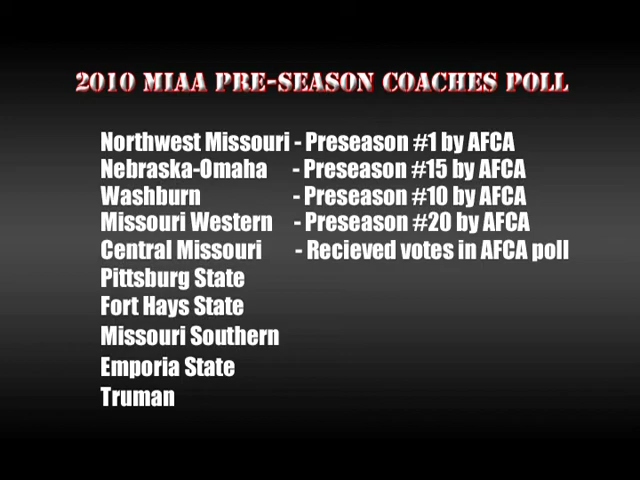 2010 MIAA PRE-SEASON COACHES POLL
Northwest Missouri - Preseason #1 by AFCA
Nebraska-Omaha - Preseason #15 by AFCA
Washburn - Preseason #10 by AFCA
Missouri Western - Preseason #20 by AFCA
Central Missouri - Recieved votes in AFCA poll
Pittsburg State
Fort Hays State
Missouri Southern
Emporia State
Truman